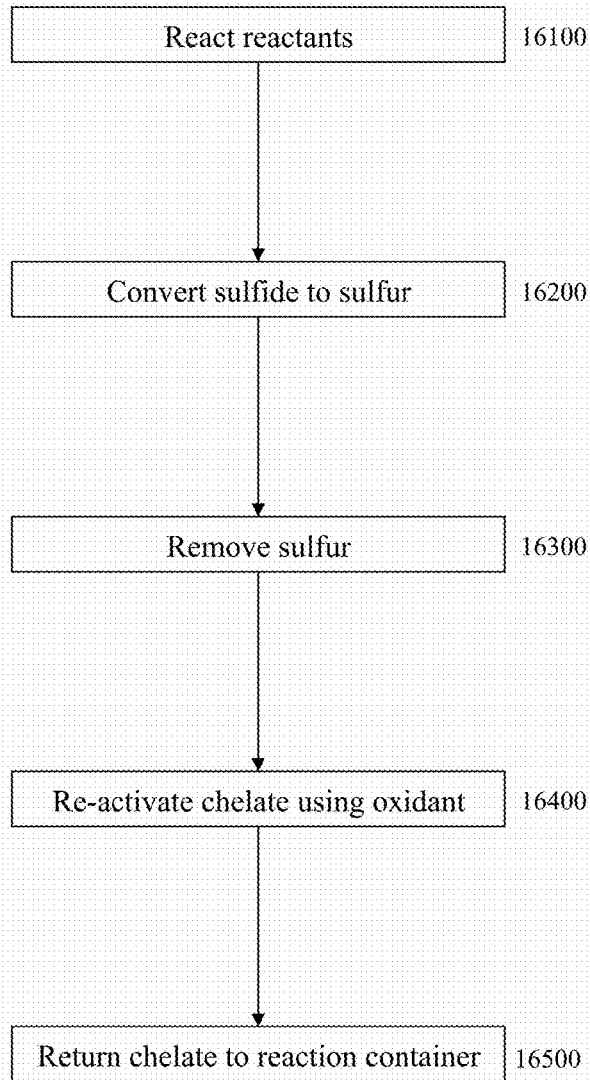 React reactants 16100
Convert sulfide to sulfur 16200
Remove sulfur 16300
Re-activate chelate using oxidant 16400
Return chelate to reaction container 16500